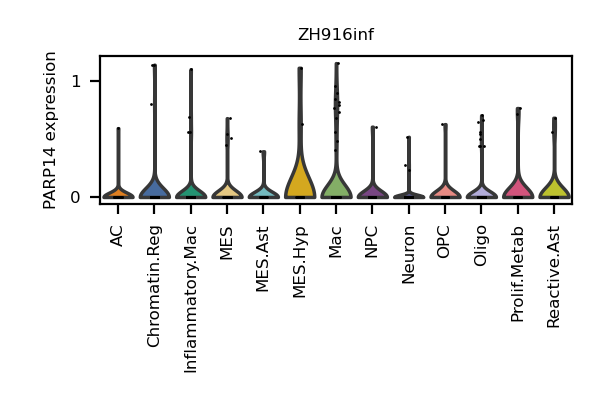 ZH916inf
PARP14 expression
1
0
AC
Chromatin.Reg
Inflammatory.Mac
MES
MES.Ast
MES.Hyp
Mac
NPC
Neuron
OPC
Oligo
Prolif.Metab
Reactive.Ast